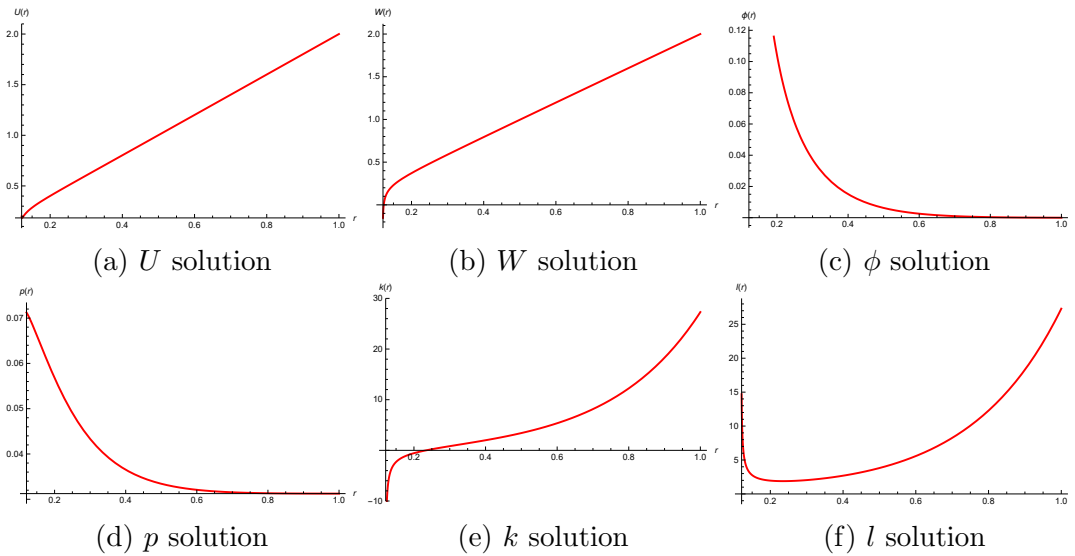 U(r)
2.0
1.5
1.0
0.5
0.2 0.4 0.6 0.8 1.0 r
(a) U solution
W(r)
2.0
1.5
1.0
0.5
0.2 0.4 0.6 0.8 1.0 r
(b) W solution
ϕ(r)
0.12
0.10
0.08
0.06
0.04
0.02
0.2 0.4 0.6 0.8 1.0 r
(c) ϕ solution
p(r)
0.07
0.06
0.05
0.04
0.2 0.4 0.6 0.8 1.0 r
(d) p solution
k(r)
30
20
10
-10
0.2 0.4 0.6 0.8 1.0 r
(e) k solution
l(r)
25
20
15
10
5
0.2 0.4 0.6 0.8 1.0 r
(f) l solution